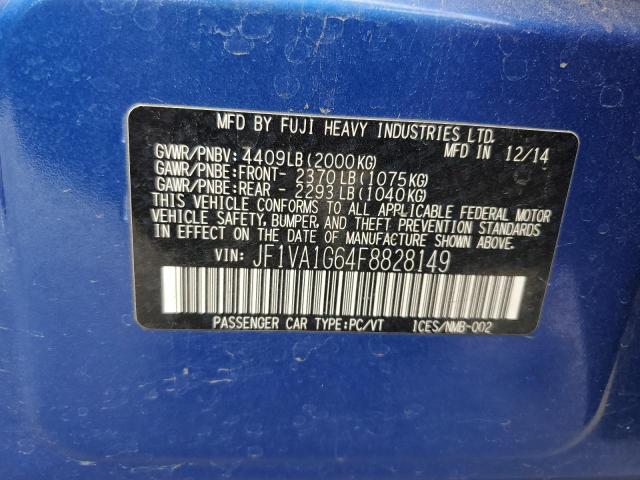 MFD BY FUJI HEAVY INDUSTRIES LTD.
GVWR/PNBV: 4409LB(2000KG) MFD IN 12/14
GAWR/PNBE:FRONT- 2370LB(1075KG)
GAWR/PNBE:REAR - 2293LB(1040KG)
THIS VEHICLE CONFORMS TO ALL APPLICABLE FEDERAL MOTOR
VEHICLE SAFETY, BUMPER, AND THEFT PREVENTION STANDARDS
IN EFFECT ON THE DATE OF MANUFACTURE SHOWN ABOVE.
VIN: JF1VA1G64F8828149
PASSENGER CAR TYPE:PC/VT ICES/NMB-002